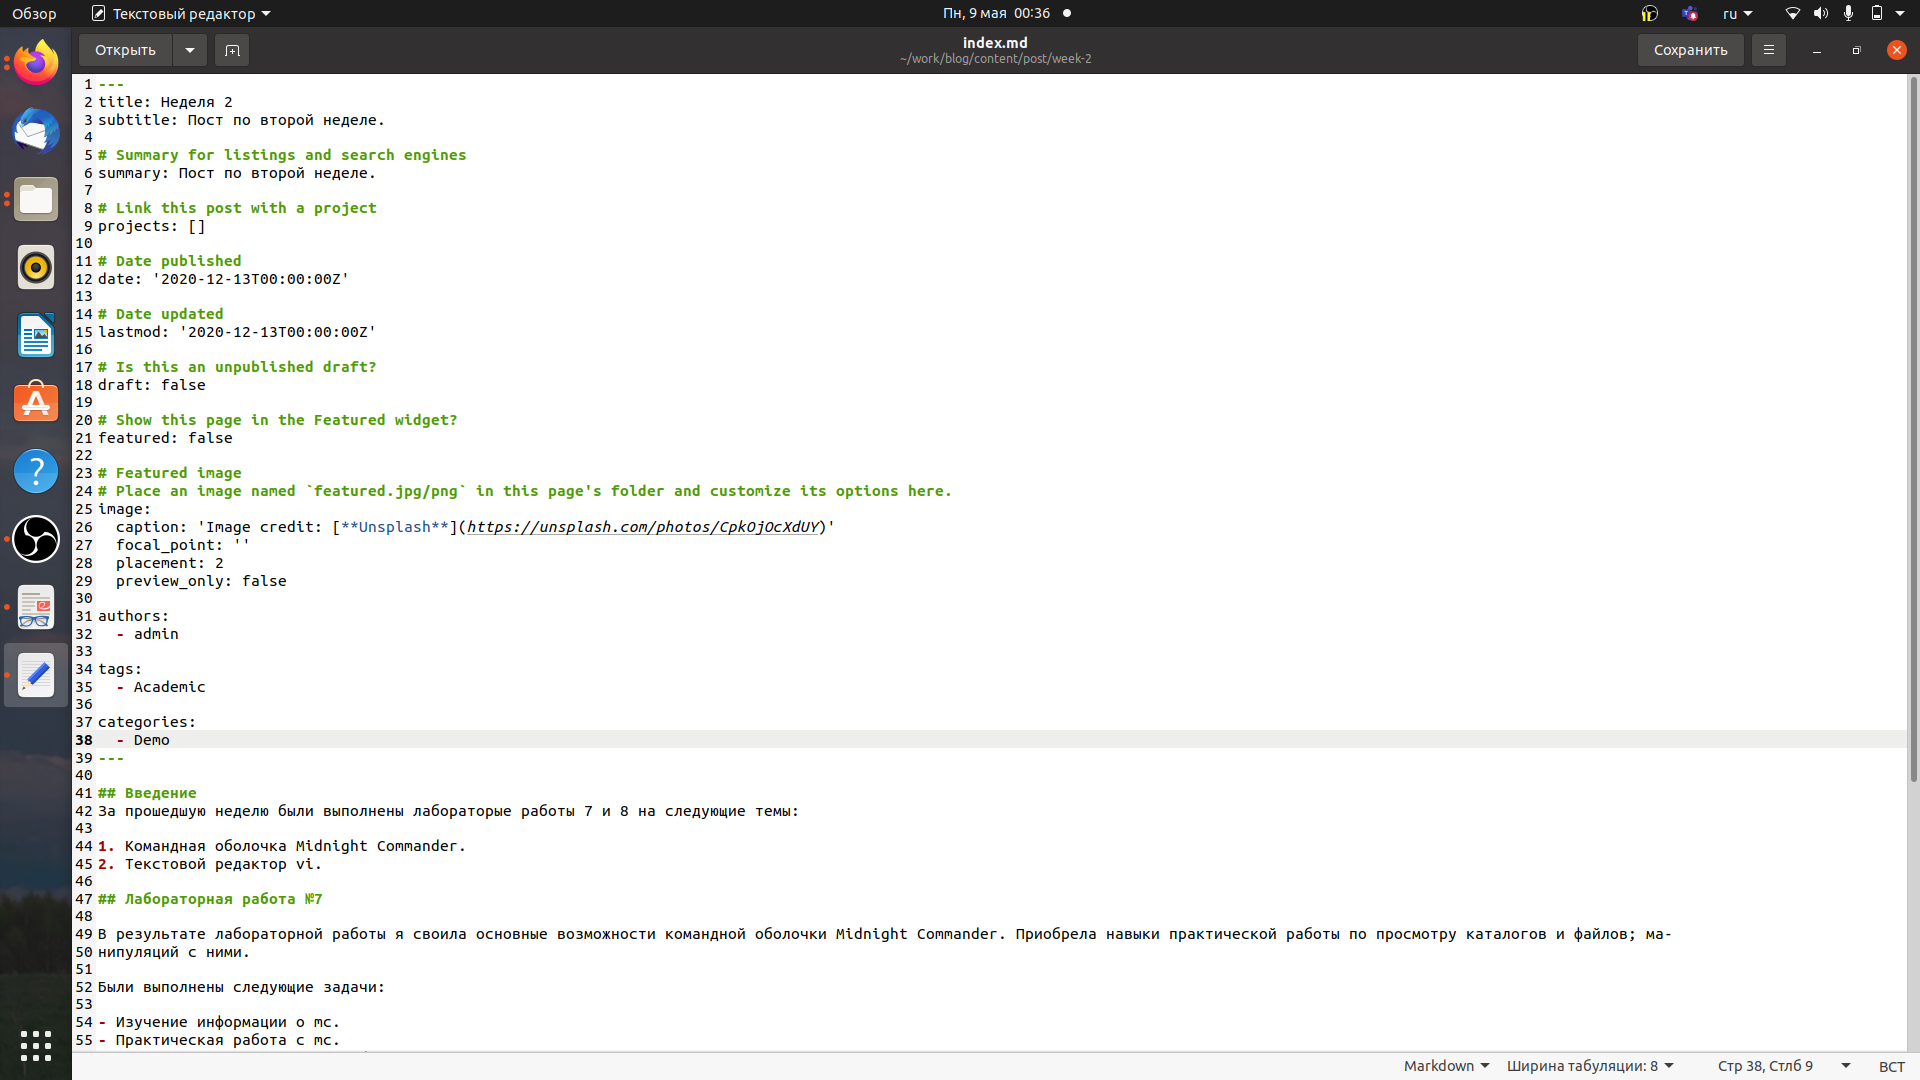 Обзор Текстовый редактор Пн, 9 мая 00:36 ru
Открыть index.md Сохранить
~/work/blog/content/post/week-2
1 ---
2 title: Неделя 2
3 subtitle: Пост по второй неделе.
4
5 # Summary for listings and search engines
6 summary: Пост по второй неделе.
7
8 # Link this post with a project
9 projects: []
10
11 # Date published
12 date: '2020-12-13T00:00:00Z'
13
14 # Date updated
15 lastmod: '2020-12-13T00:00:00Z'
16
17 # Is this an unpublished draft?
18 draft: false
19
20 # Show this page in the Featured widget?
21 featured: false
22
23 # Featured image
24 # Place an image named `featured.jpg/png` in this page's folder and customize its options here.
25 image:
26   caption: 'Image credit: [**Unsplash**](https://unsplash.com/photos/CpkOjOcXdUY)'
27   focal_point: ''
28   placement: 2
29   preview_only: false
30
31 authors:
32   - admin
33
34 tags:
35   - Academic
36
37 categories:
38   - Demo
39 ---
40
41 ## Введение
42 За прошедшую неделю были выполнены лабораторые работы 7 и 8 на следующие темы:
43
44 1. Командная оболочка Midnight Commander.
45 2. Текстовой редактор vi.
46
47 ## Лабораторная работа №7
48
49 В результате лабораторной работы я своила основные возможности командной оболочки Midnight Commander. Приобрела навыки практической работы по просмотру каталогов и файлов; ма-
50 нипуляций с ними.
51
52 Были выполнены следующие задачи:
53
54 - Изучение информации о mc.
55 - Практическая работа с mc.
Markdown Ширина табуляции: 8 Стр 38, Стлб 9 ВСТ